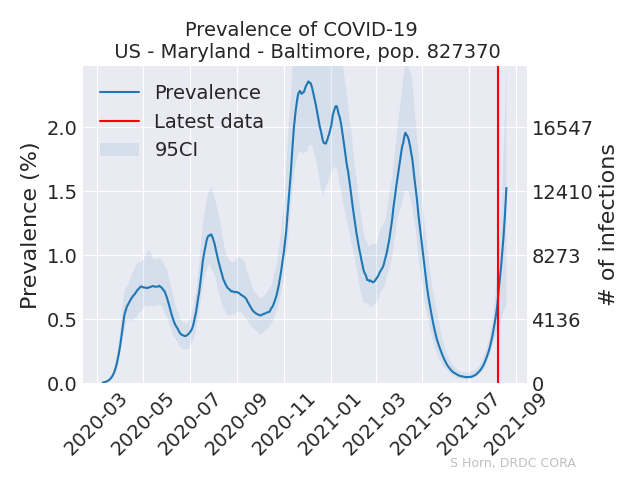 Prevalence of COVID-19
US - Maryland - Baltimore, pop. 827370
Prevalence
Latest data
95CI
Prevalence (%)
2.0
1.5
1.0
0.5
0.0
16547
12410
8273
4136
0
# of infections
2020-03
2020-05
2020-07
2020-09
2020-11
2021-01
2021-03
2021-05
2021-07
2021-09
S Horn, DRDC CORA